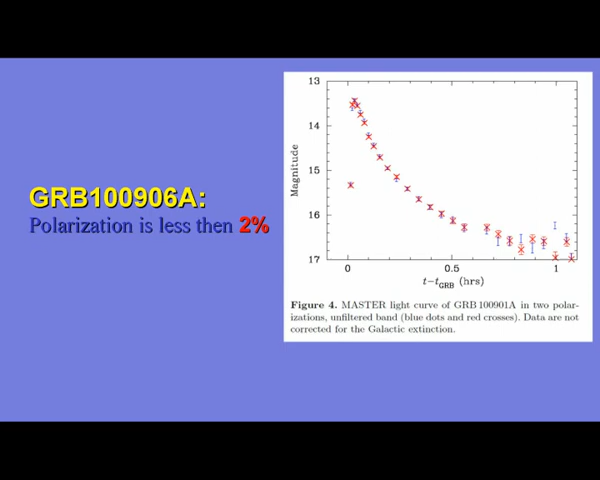 GRB100906A:
Polarization is less then 2%
13
14
15
16
17
Magnitude
0
0.5
1
t−tGRB (hrs)
Figure 4. MASTER light curve of GRB 100901A in two polar-
izations, unfiltered band (blue dots and red crosses). Data are not
corrected for the Galactic extinction.